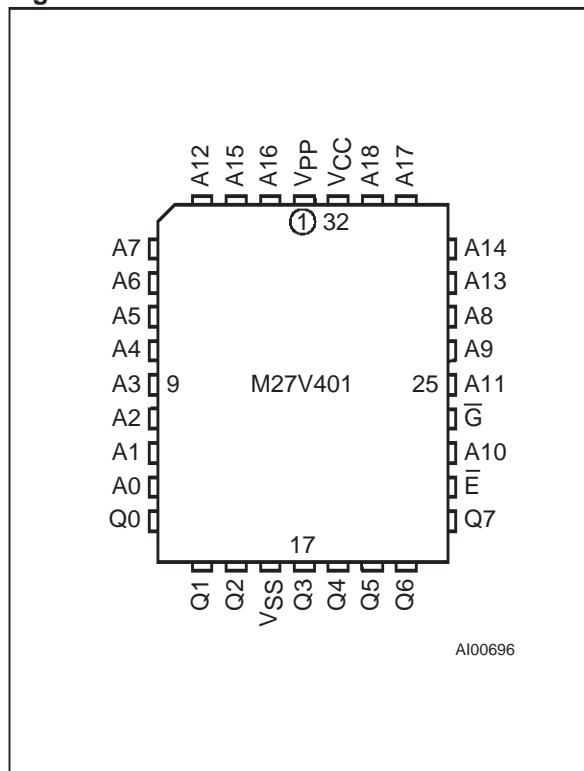 A12 A15 A16 VPP VCC A18 A17
1 32
A7 A14
A6 A13
A5 A8
A4 A9
A3 9 M27V401 25 A11
A2 G̅
A1 A10
A0 E̅
Q0 Q7
17
Q1 Q2 VSS Q3 Q4 Q5 Q6
AI00696